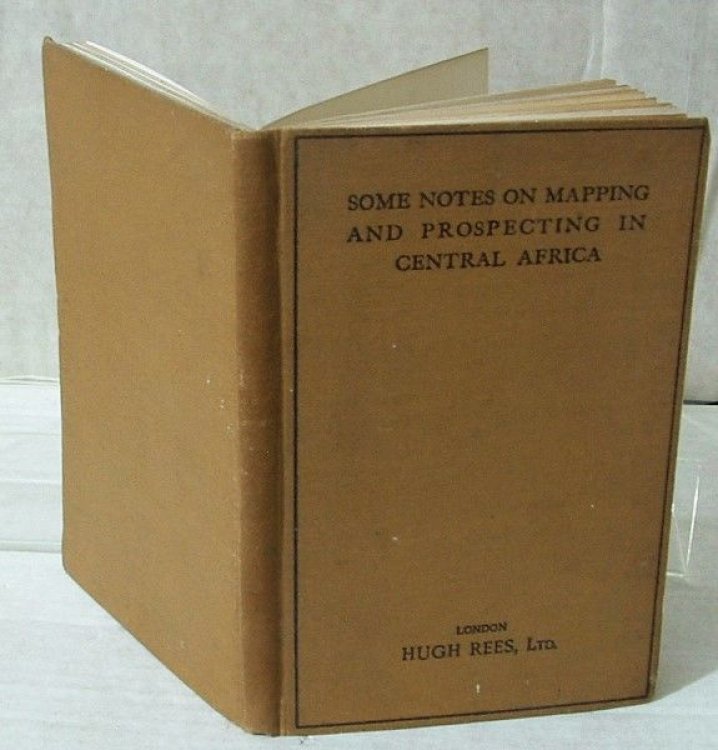 SOME NOTES ON MAPPING
AND PROSPECTING IN
CENTRAL AFRICA
LONDON
HUGH REES, LTD.